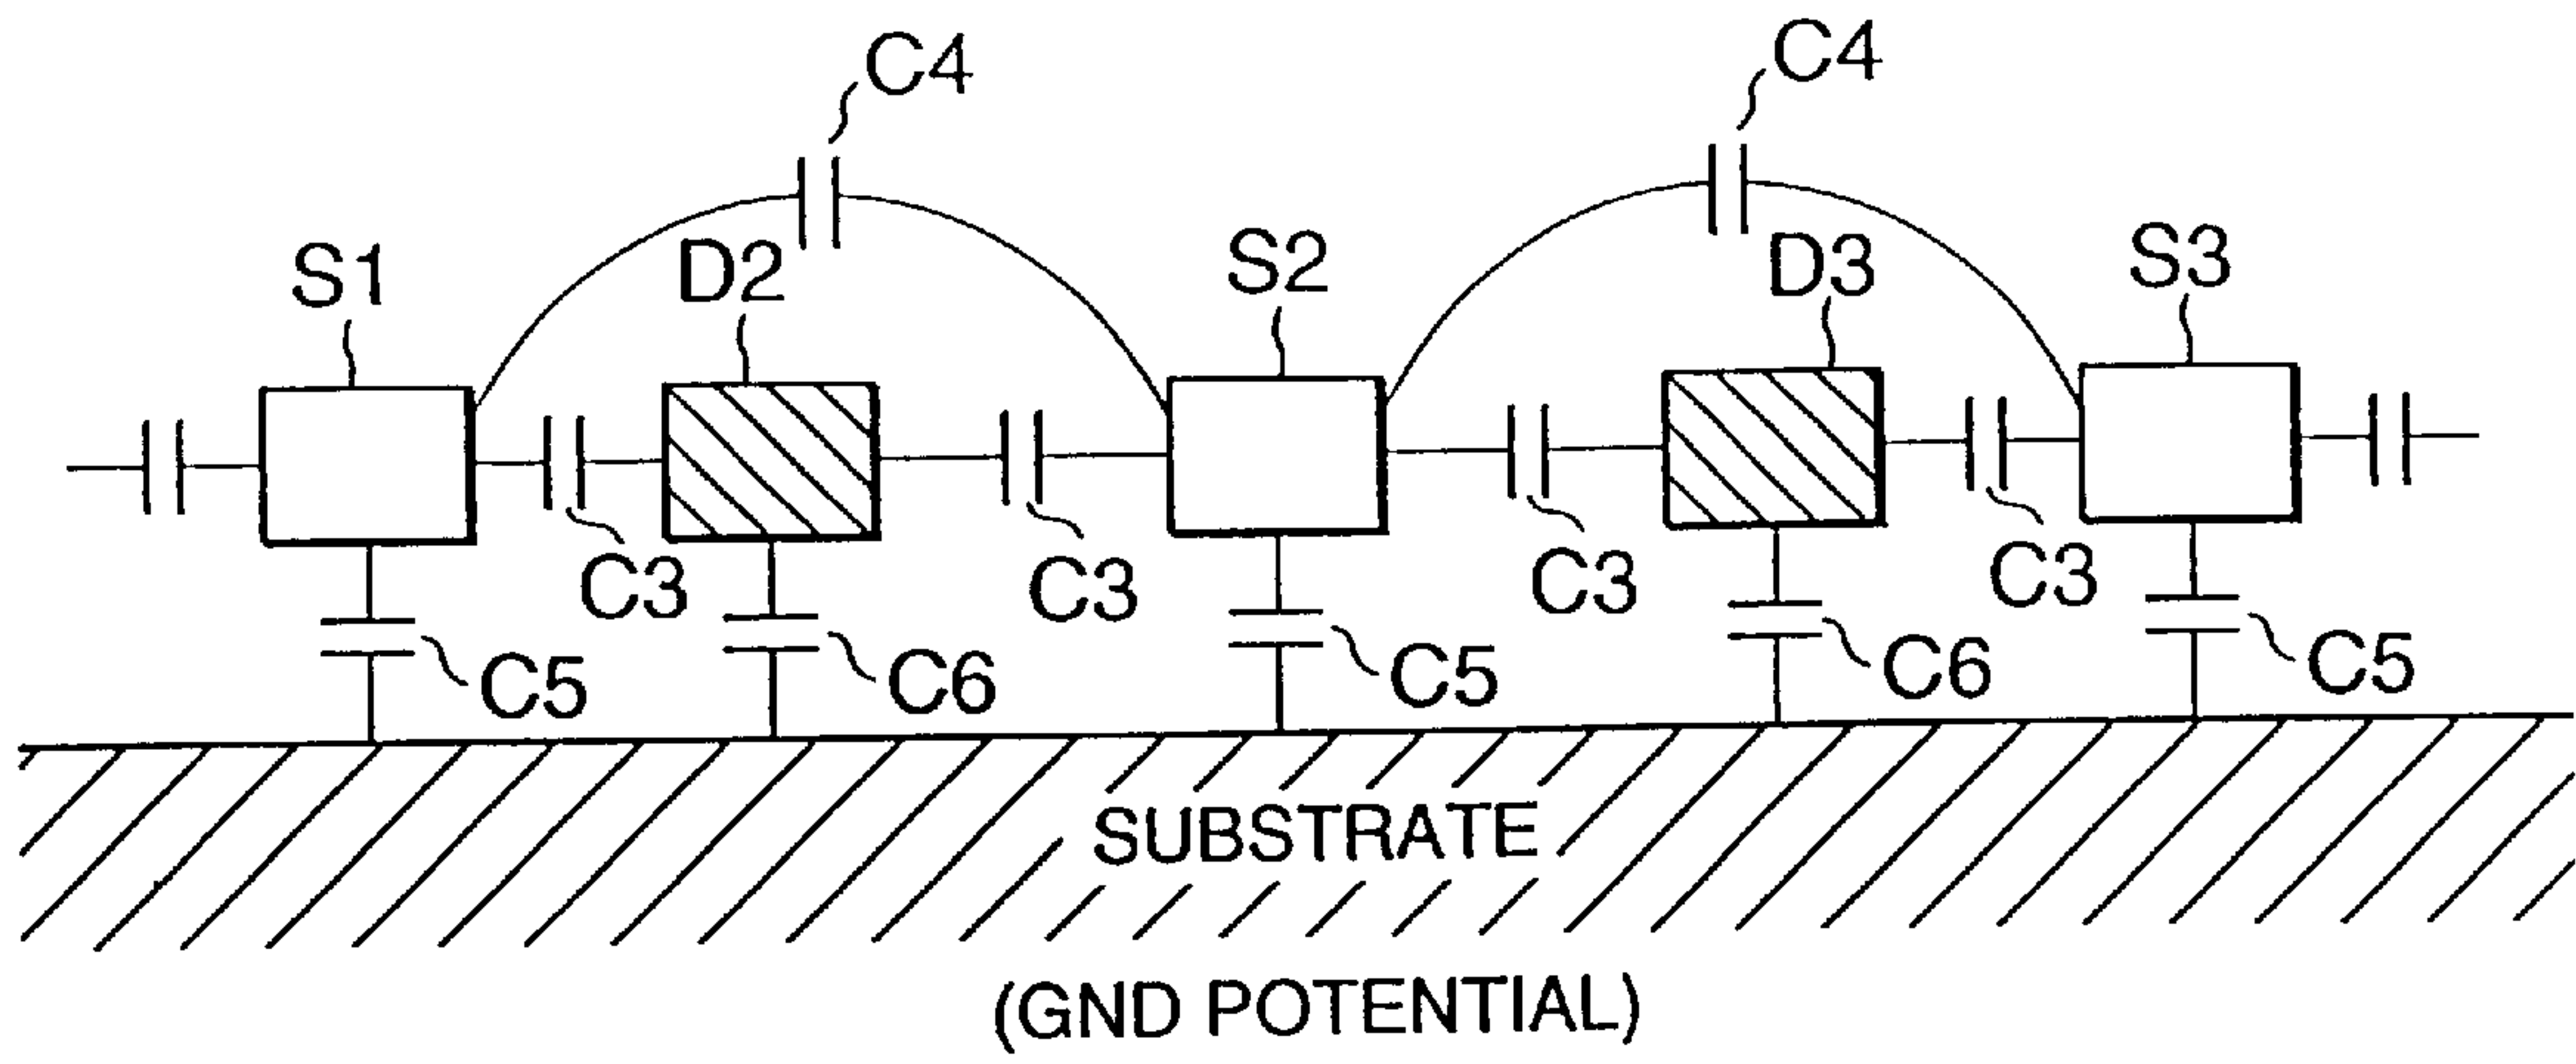 C4 C4
S1 D2 S2 D3 S3
C3 C3 C3 C3
C5 C6 C5 C6 C5
SUBSTRATE
(GND POTENTIAL)